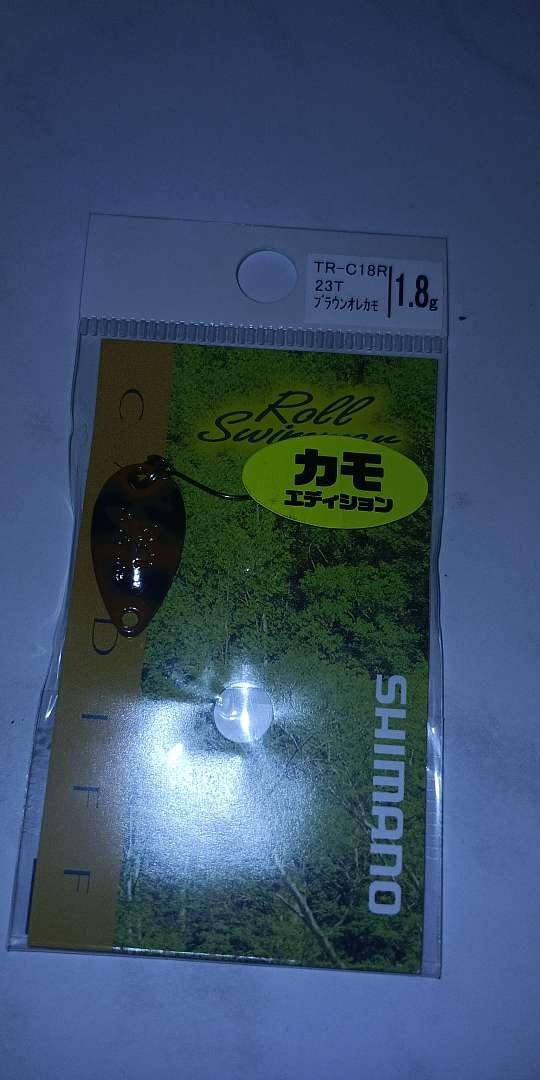 TR-C18R
23T
ブラウンオレカモ
1.8g
Roll
Swimmer
カモ
エディション
SHIMANO